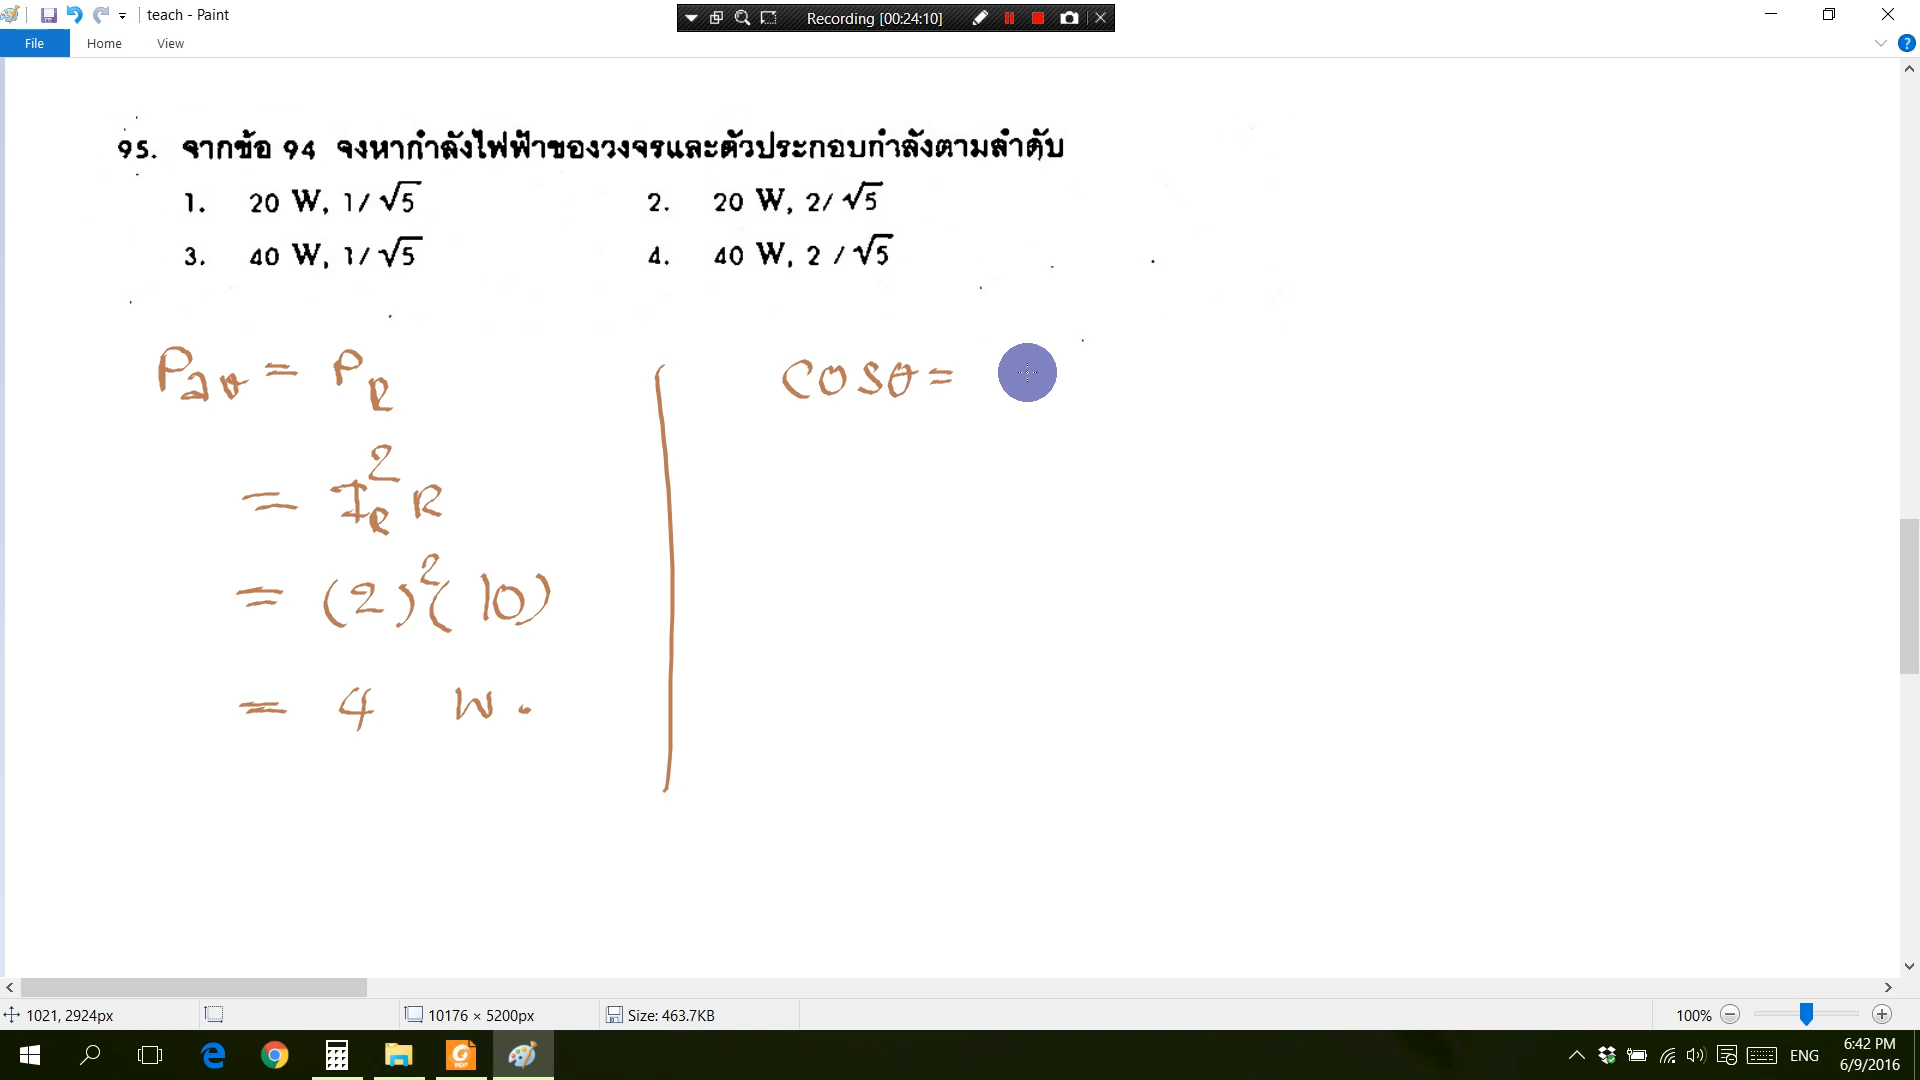 teach - Paint
Recording [00:24:10]
File Home View
95. จากข้อ 94 จงหากำลังไฟฟ้าของวงจรและตัวประกอบกำลังตามลำดับ
1. 20 W, 1/ √5 2. 20 W, 2/ √5
3. 40 W, 1/ √5 4. 40 W, 2 / √5
Pav = PR cosθ =
= IR² R
= (2)²( 10)
= 4 W.
1021, 2924px 10176 × 5200px Size: 463.7KB 100%
ENG 6:42 PM
6/9/2016